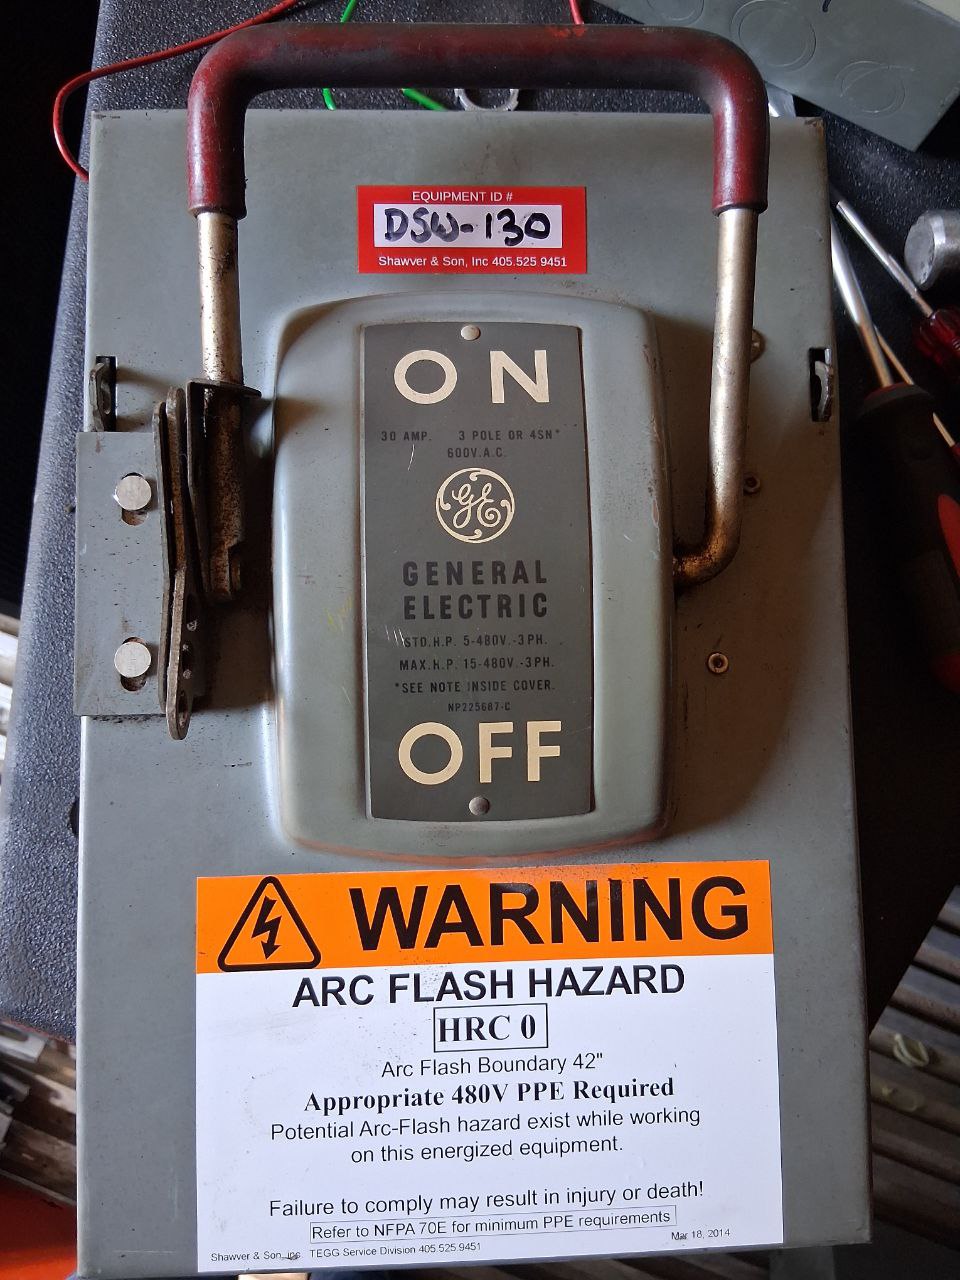 EQUIPMENT ID #
DSW-130
Shawver & Son, Inc 405.525.9451
ON
30 AMP. 3 POLE OR 4SN*
600V.A.C.
GE
GENERAL
ELECTRIC
STD.H.P. 5-480V.-3PH.
MAX.H.P. 15-480V.-3PH.
*SEE NOTE INSIDE COVER.
NP225687-C
OFF
WARNING
ARC FLASH HAZARD
HRC 0
Arc Flash Boundary 42"
Appropriate 480V PPE Required
Potential Arc-Flash hazard exist while working
on this energized equipment.
Failure to comply may result in injury or death!
Refer to NFPA 70E for minimum PPE requirements
Mar 18, 2014
Shawver & Son, Inc. TEGG Service Division 405.525.9451